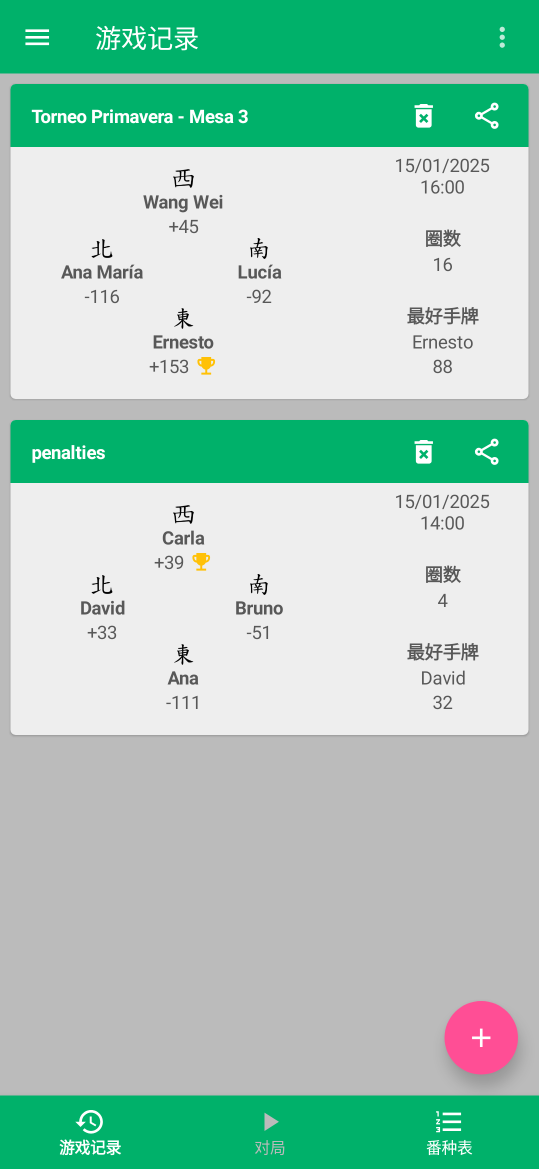 游戏记录
Torneo Primavera - Mesa 3
西
Wang Wei
+45
北
Ana María
-116
南
Lucía
-92
東
Ernesto
+153
15/01/2025
16:00
圈数
16
最好手牌
Ernesto
88
penalties
西
Carla
+39
北
David
+33
南
Bruno
-51
東
Ana
-111
15/01/2025
14:00
圈数
4
最好手牌
David
32
游戏记录
对局
番种表